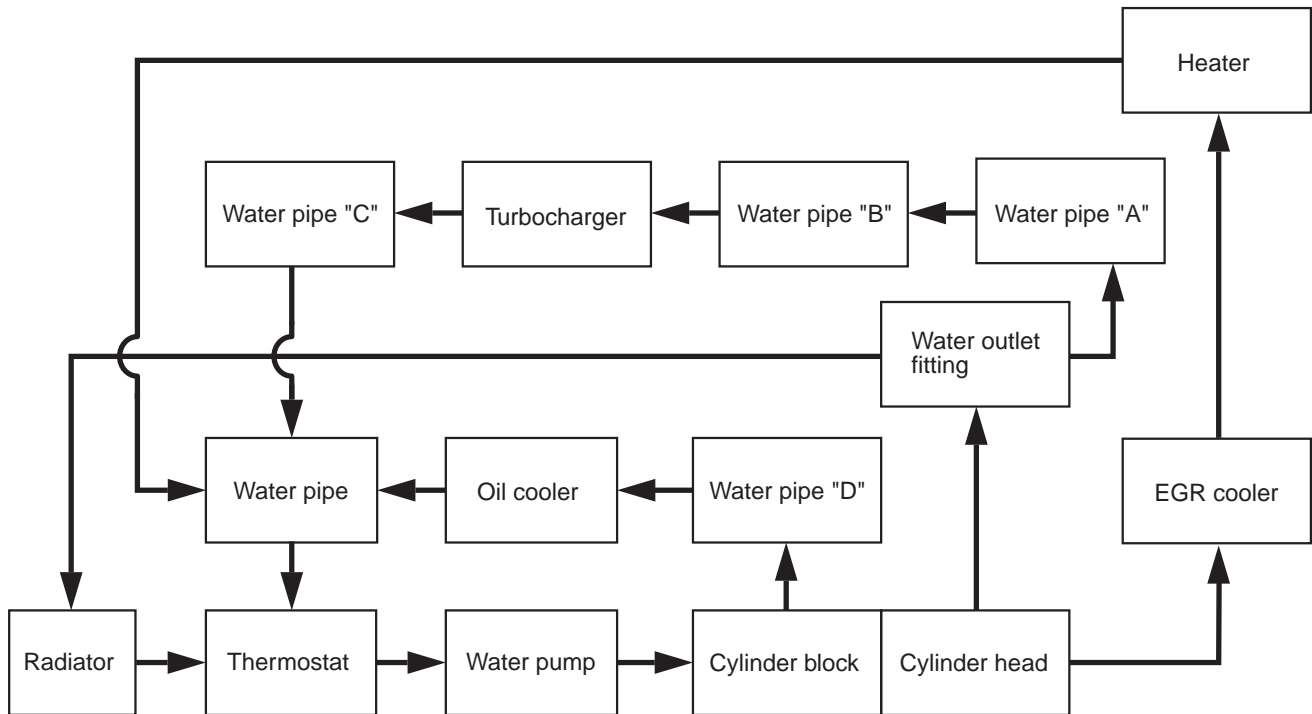 Heater
Water pipe "C"
Turbocharger
Water pipe "B"
Water pipe "A"
Water outlet
fitting
Water pipe
Oil cooler
Water pipe "D"
EGR cooler
Radiator
Thermostat
Water pump
Cylinder block
Cylinder head